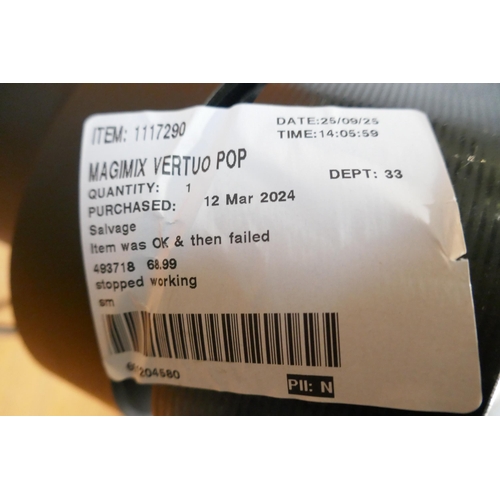 ITEM: 1117290
DATE:25/09/25
TIME:14:05:59
MAGIMIX VERTUO POP
DEPT: 33
QUANTITY: 1
PURCHASED: 12 Mar 2024
Salvage
Item was OK & then failed
493718 68.99
stopped working
sm
204580
PII: N